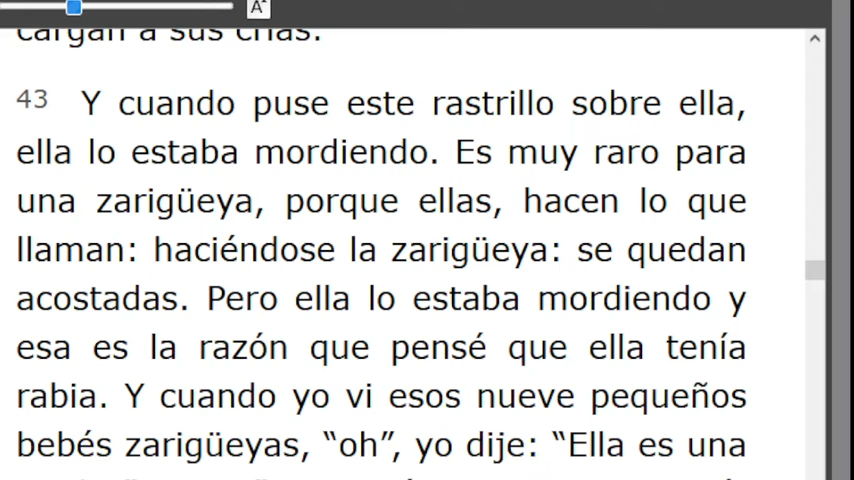 cargan a sus crías.
43 Y cuando puse este rastrillo sobre ella,
ella lo estaba mordiendo. Es muy raro para
una zarigüeya, porque ellas, hacen lo que
llaman: haciéndose la zarigüeya: se quedan
acostadas. Pero ella lo estaba mordiendo y
esa es la razón que pensé que ella tenía
rabia. Y cuando yo vi esos nueve pequeños
bebés zarigüeyas, “oh”, yo dije: “Ella es una